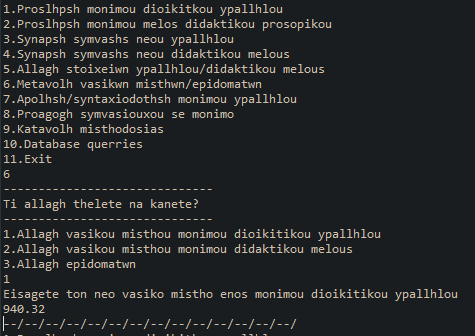 1.Proslhpsh monimou dioikitkou ypallhlou
2.Proslhpsh monimou melos didaktikou prosopikou
3.Synapsh symvashs neou ypallhlou
4.Synapsh symvashs neou didaktikou melous
5.Allagh stoixeiwn ypallhlou/didaktikou melous
6.Metavolh vasikwn misthwn/epidomatwn
7.Apolhsh/syntaxiodothsh monimou ypallhlou
8.Proagogh symvasiouxou se monimo
9.Katavolh misthodosias
10.Database querries
11.Exit
6
------------------------------
Ti allagh thelete na kanete?
------------------------------
1.Allagh vasikou misthou monimou dioikitikou ypallhlou
2.Allagh vasikou misthou monimou didaktikou melous
3.Allagh epidomatwn
1
Eisagete ton neo vasiko mistho enos monimou dioikitikou ypallhlou
940.32
--/--/--/--/--/--/--/--/--/--/--/--/--/--/